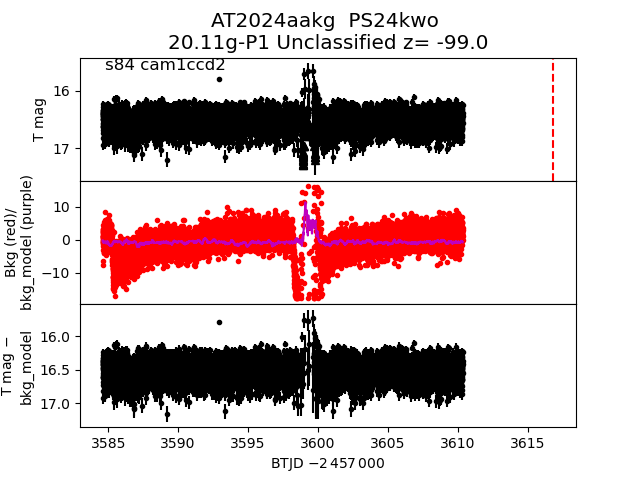 AT2024aakg  PS24kwo
20.11g-P1 Unclassified z= -99.0
s84 cam1ccd2
T mag
16
17
Bkg (red)/
bkg_model (purple)
10
0
−10
T mag −
bkg_model
16.0
16.5
17.0
3585 3590 3595 3600 3605 3610 3615
BTJD −2 457 000